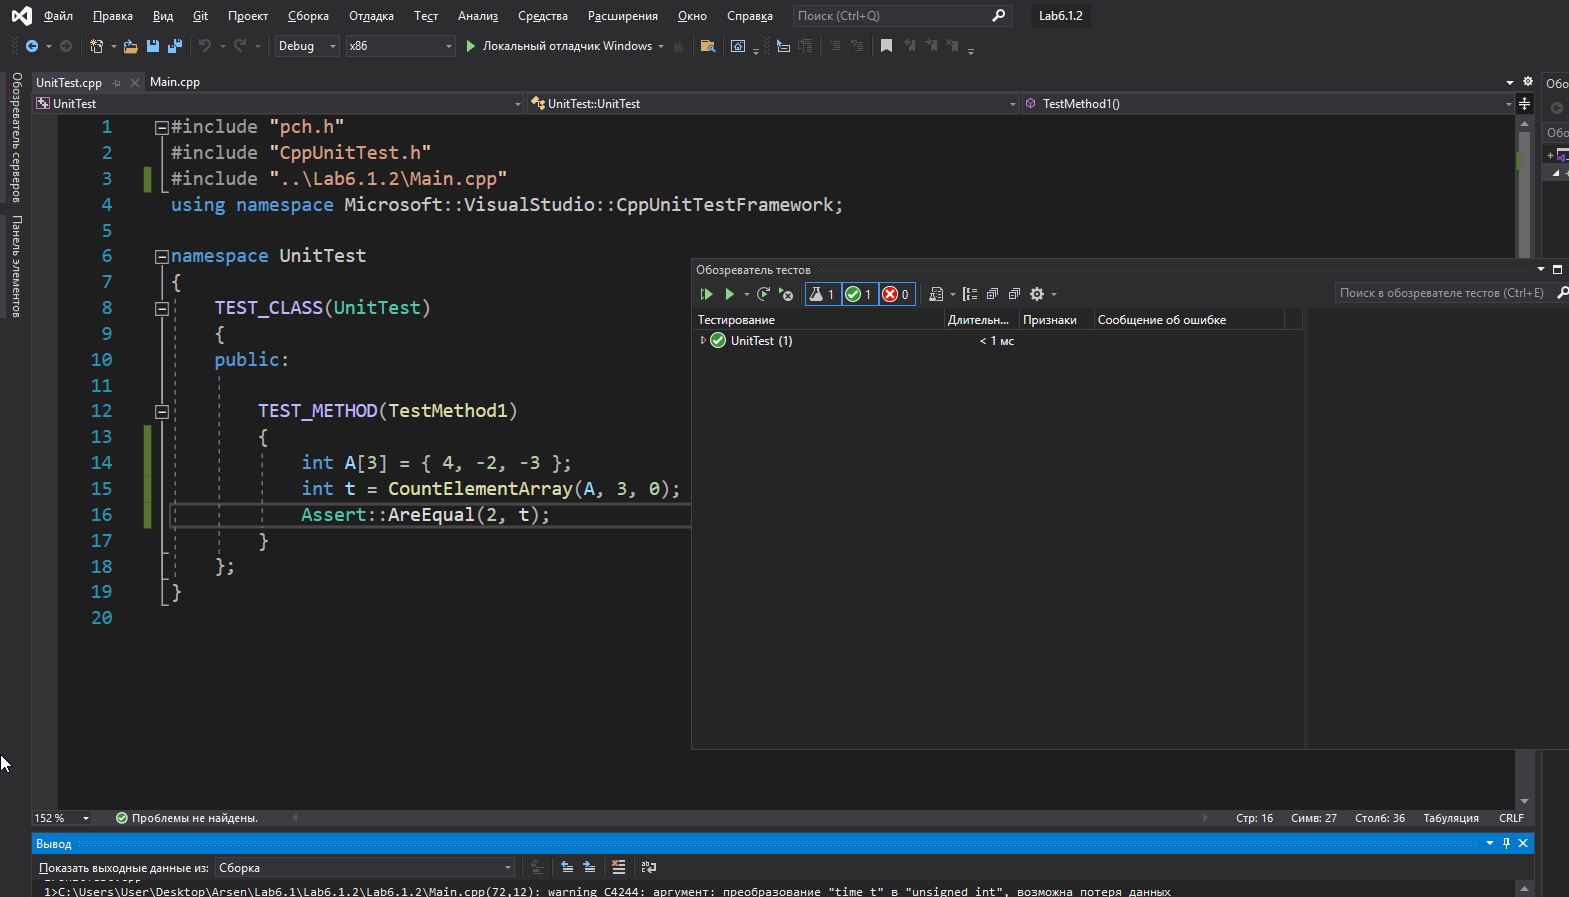 Файл Правка Вид Git Проект Сборка Отладка Тест Анализ Средства Расширения Окно Справка Поиск (Ctrl+Q) Lab6.1.2
Debug x86 Локальный отладчик Windows
UnitTest.cpp Main.cpp
UnitTest UnitTest::UnitTest TestMethod1()
Обозреватель серверов
Панель элементов
1 #include "pch.h"
2 #include "CppUnitTest.h"
3 #include "..\Lab6.1.2\Main.cpp"
4 using namespace Microsoft::VisualStudio::CppUnitTestFramework;
5
6 namespace UnitTest
7 {
8 TEST_CLASS(UnitTest)
9 {
10 public:
11
12 TEST_METHOD(TestMethod1)
13 {
14 int A[3] = { 4, -2, -3 };
15 int t = CountElementArray(A, 3, 0);
16 Assert::AreEqual(2, t);
17 }
18 };
19 }
20
Обозреватель тестов
1 1 0 Поиск в обозревателе тестов (Ctrl+E)
Тестирование Длительн... Признаки Сообщение об ошибке
UnitTest (1) < 1 мс
Обо
Обо
152 % Проблемы не найдены. Стр: 16 Симв: 27 Столб: 36 Табуляция CRLF
Вывод
Показать выходные данные из: Сборка
1>C:\Users\User\Desktop\Arsen\Lab6.1\Lab6.1.2\Lab6.1.2\Main.cpp(72,12): warning C4244: аргумент: преобразование "time_t" в "unsigned int", возможна потеря данных